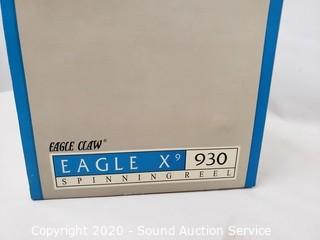 EAGLE CLAW®
EAGLE X⁹ 930
SPINNING REEL
Copyright © 2020 - Sound Auction Service